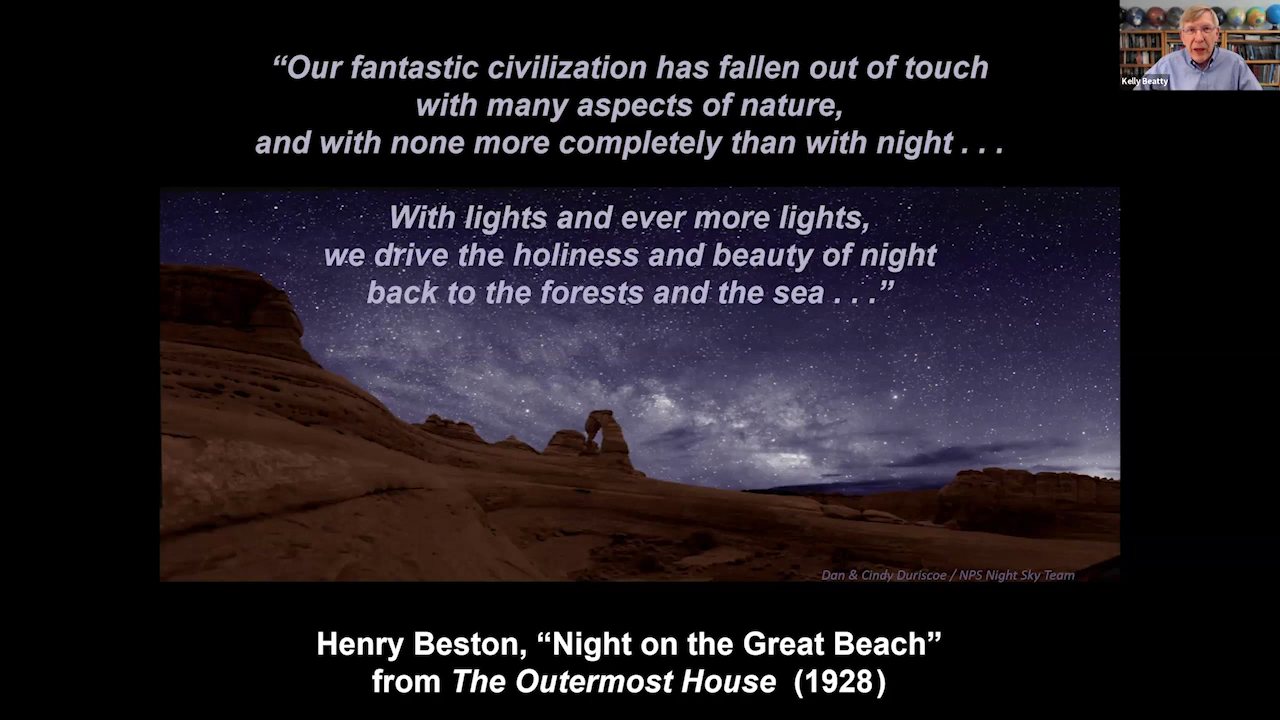 “Our fantastic civilization has fallen out of touch
with many aspects of nature,
and with none more completely than with night . . .
With lights and ever more lights,
we drive the holiness and beauty of night
back to the forests and the sea . . .”
Dan & Cindy Duriscoe / NPS Night Sky Team
Henry Beston, “Night on the Great Beach”
from The Outermost House (1928)
Kelly Beatty